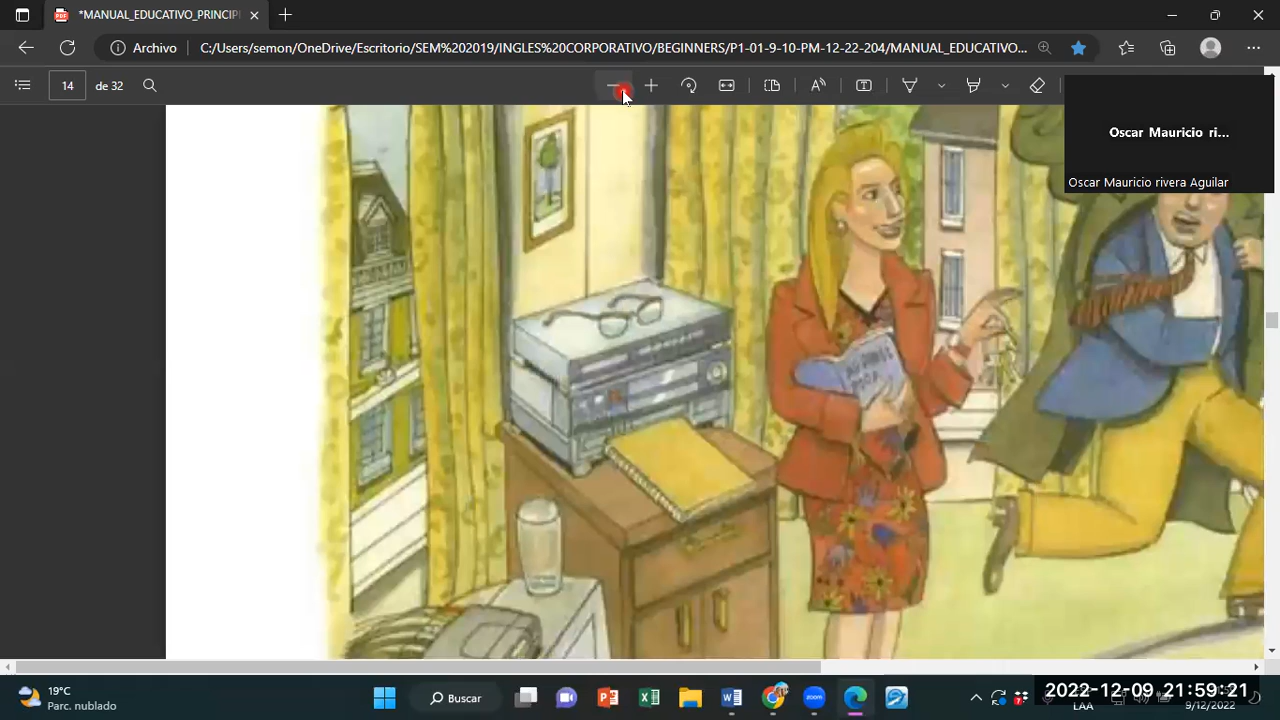 *MANUAL_EDUCATIVO_PRINCIPI
Archivo
C:/Users/semon/OneDrive/Escritorio/SEM%202019/INGLES%20CORPORATIVO/BEGINNERS/P1-01-9-10-PM-12-22-204/MANUAL_EDUCATIVO...
14 de 32
Oscar Mauricio ri...
Oscar Mauricio rivera Aguilar
19°C
Parc. nublado
Buscar
2022-12-09 21:59:21
LAA
9/12/2022